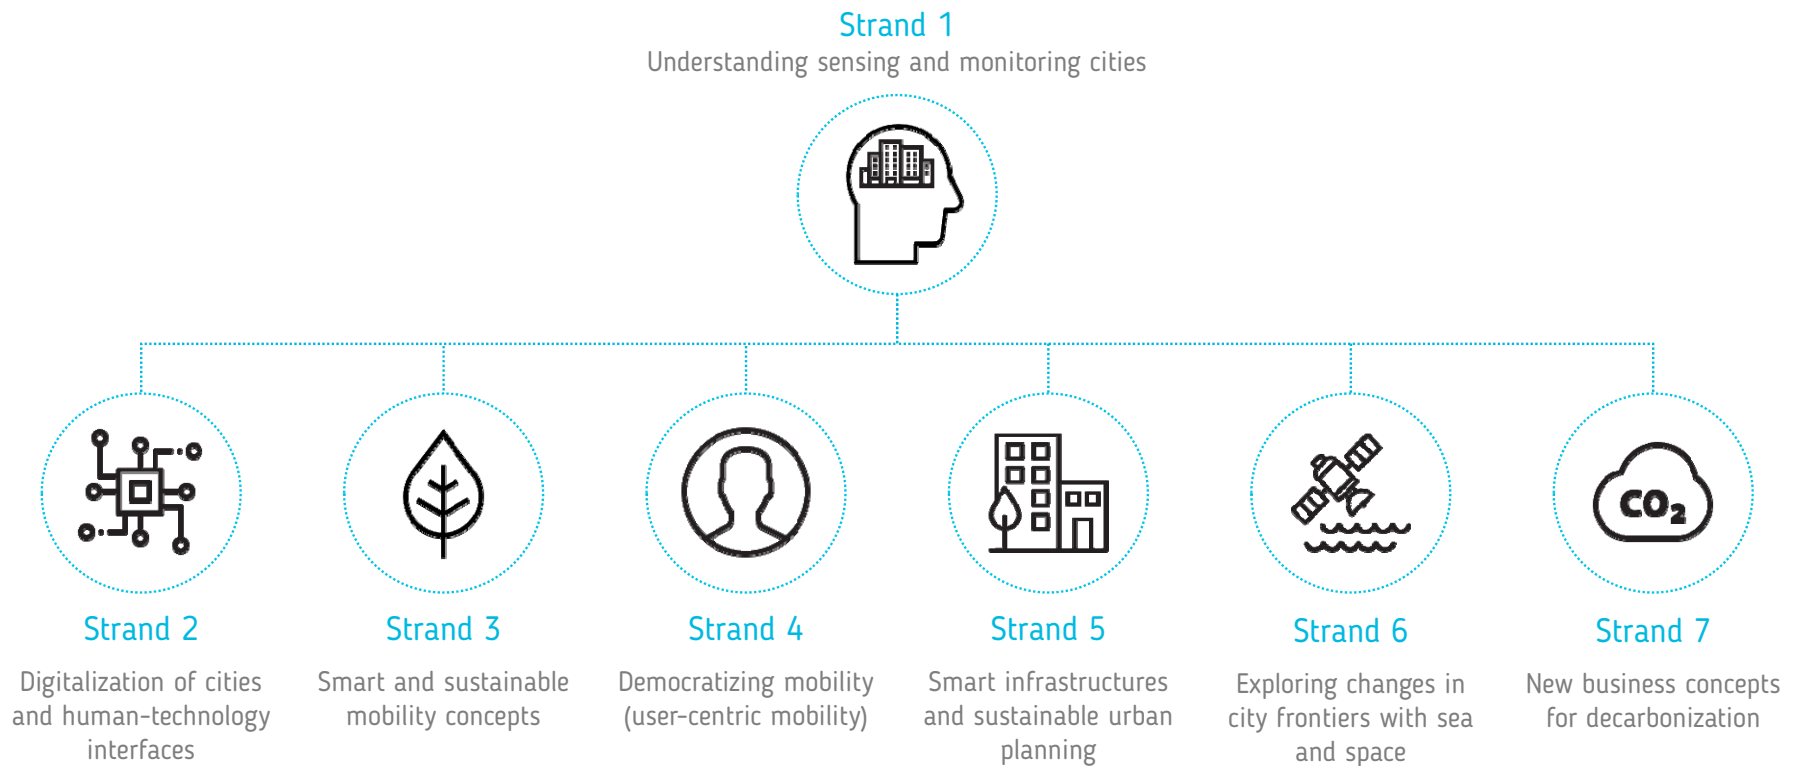 Strand 1
Understanding sensing and monitoring cities
CO₂
Strand 2
Digitalization of cities
and human-technology
interfaces
Strand 3
Smart and sustainable
mobility concepts
Strand 4
Democratizing mobility
(user-centric mobility)
Strand 5
Smart infrastructures
and sustainable urban
planning
Strand 6
Exploring changes in
city frontiers with sea
and space
Strand 7
New business concepts
for decarbonization